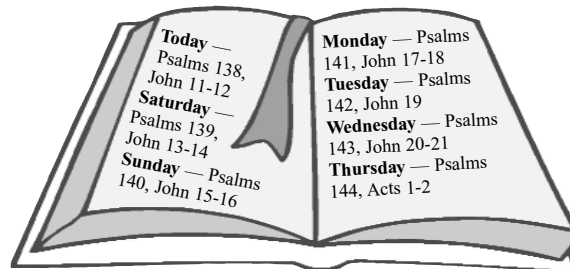 Today —
Psalms 138,
John 11-12
Saturday —
Psalms 139,
John 13-14
Sunday — Psalms
140, John 15-16
Monday — Psalms
141, John 17-18
Tuesday — Psalms
142, John 19
Wednesday — Psalms
143, John 20-21
Thursday — Psalms
144, Acts 1-2